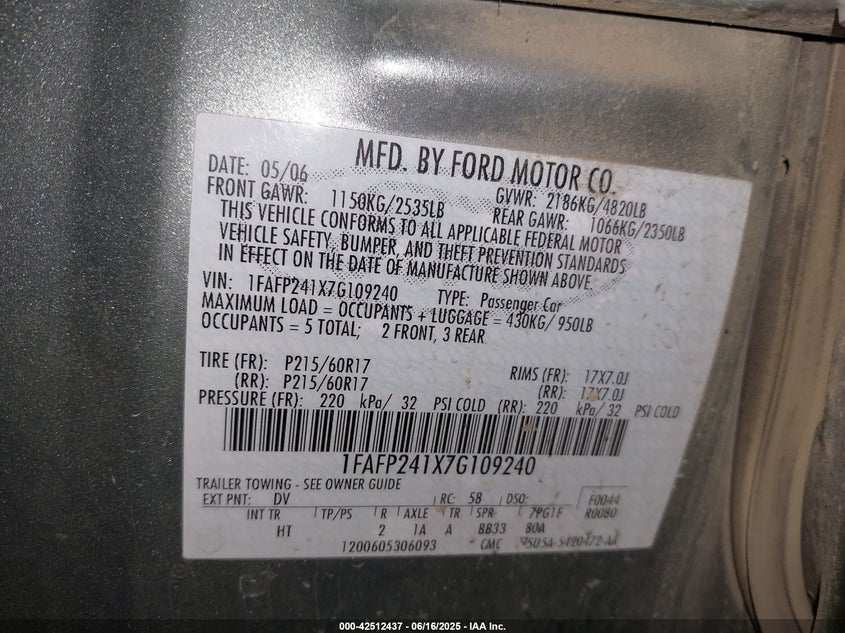 MFD. BY FORD MOTOR CO.
DATE: 05/06 GVWR: 2186KG/4820LB
FRONT GAWR: 1150KG/2535LB REAR GAWR: 1066KG/2350LB
THIS VEHICLE CONFORMS TO ALL APPLICABLE FEDERAL MOTOR
VEHICLE SAFETY, BUMPER, AND THEFT PREVENTION STANDARDS
IN EFFECT ON THE DATE OF MANUFACTURE SHOWN ABOVE.
VIN: 1FAFP241X7G109240 TYPE: Passenger Car
MAXIMUM LOAD = OCCUPANTS + LUGGAGE = 430KG/ 950LB
OCCUPANTS = 5 TOTAL; 2 FRONT, 3 REAR
TIRE (FR): P215/60R17 RIMS (FR): 17X7.0J
(RR): P215/60R17 (RR): 17X7.0J
PRESSURE (FR): 220 kPa/ 32 PSI COLD (RR): 220 kPa/ 32 PSI COLD
1FAFP241X7G109240
TRAILER TOWING - SEE OWNER GUIDE
EXT PNT: DV RC: 58 DSO: F0044
INT TR TP/PS R AXLE TR SPR 7PG1F R0080
HT 2 1A A BB33 80A
1200605306093 CMC
000-42512437 - 06/16/2025 - IAA Inc.